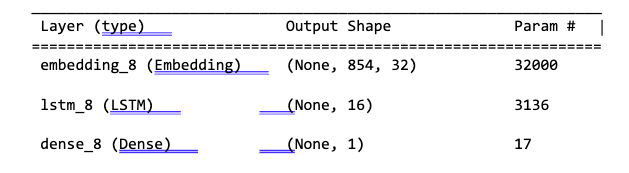 Layer (type) Output Shape Param #
=================================================================
embedding_8 (Embedding) (None, 854, 32) 32000
lstm_8 (LSTM) (None, 16) 3136
dense_8 (Dense) (None, 1) 17